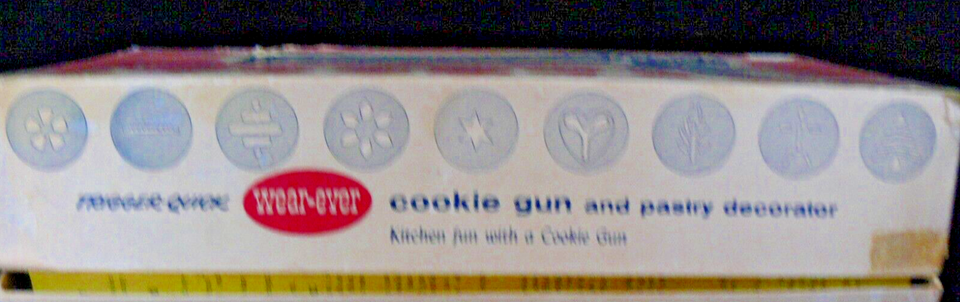 TRIGGER-QUICK wear-ever cookie gun and pastry decorator
Kitchen fun with a Cookie Gun